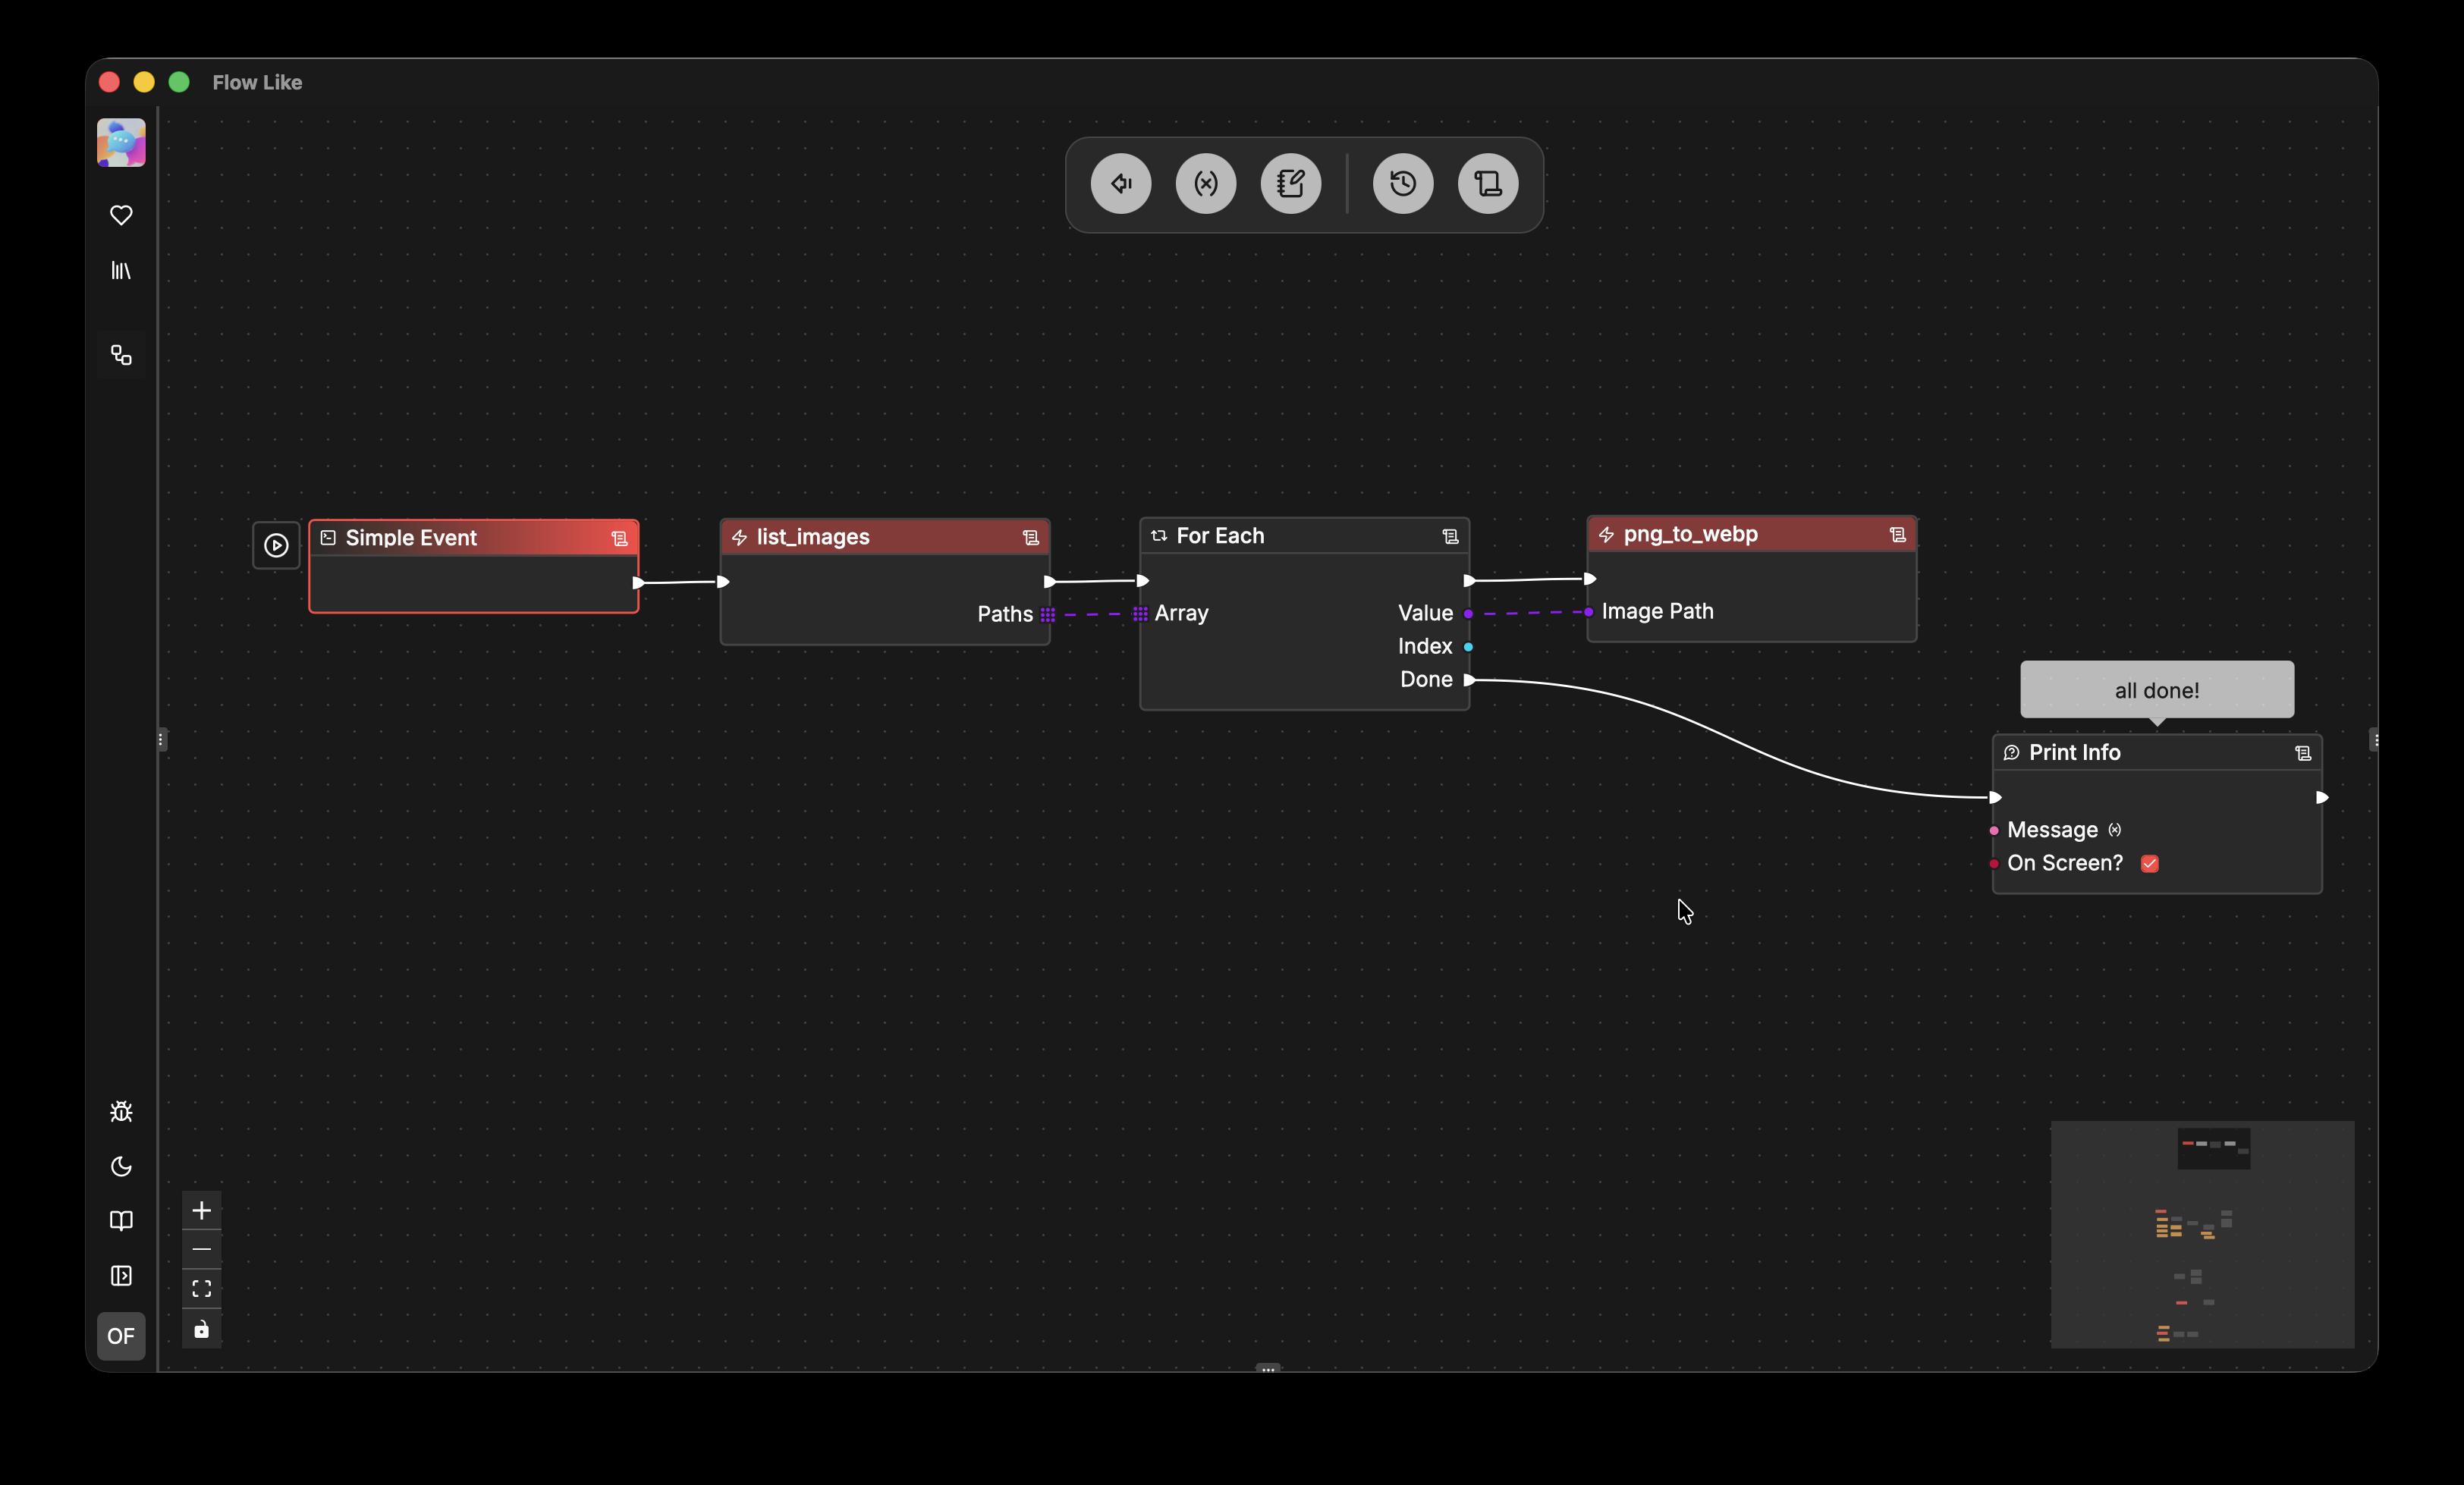 Flow Like
Simple Event
list_images
Paths
For Each
Array
Value
Index
Done
png_to_webp
Image Path
all done!
Print Info
Message (x)
On Screen?
OF